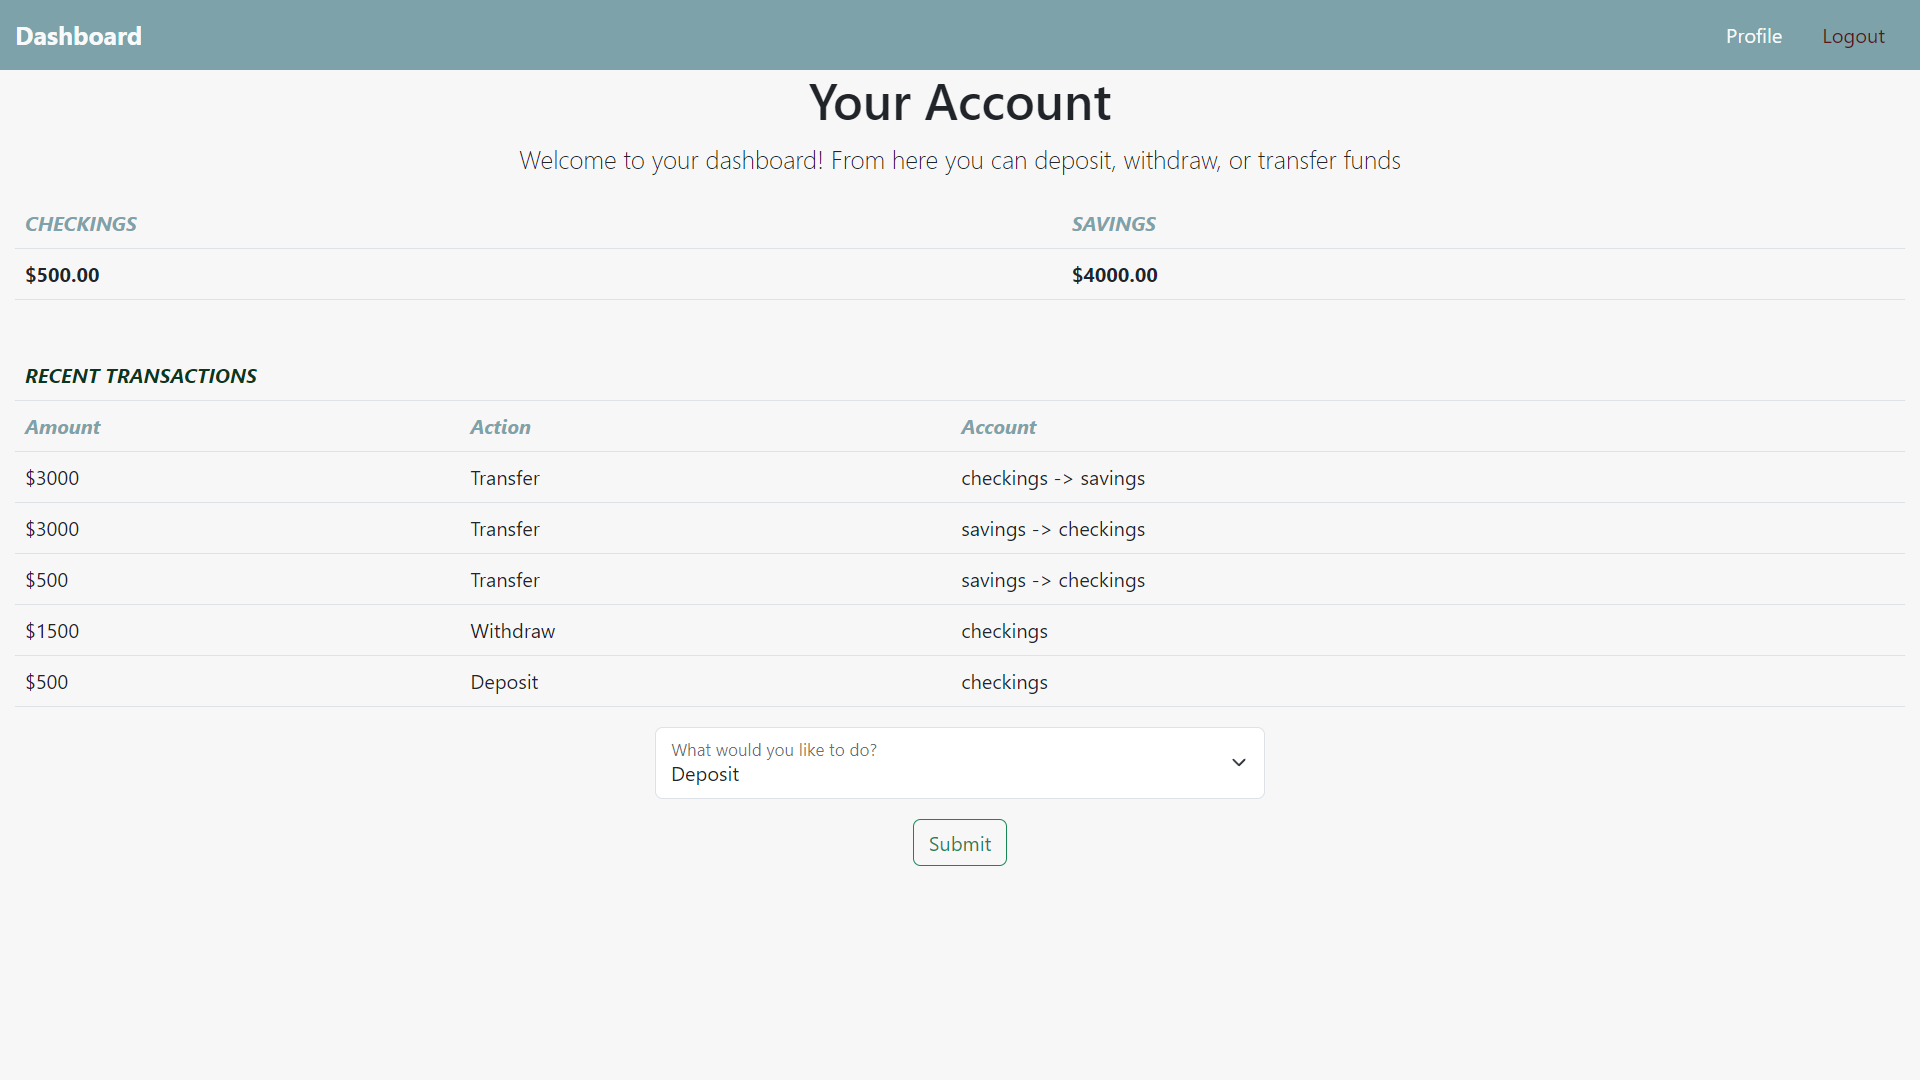 Dashboard Profile Logout
Your Account
Welcome to your dashboard! From here you can deposit, withdraw, or transfer funds
CHECKINGS SAVINGS
$500.00 $4000.00
RECENT TRANSACTIONS
Amount Action Account
$3000 Transfer checkings -> savings
$3000 Transfer savings -> checkings
$500 Transfer savings -> checkings
$1500 Withdraw checkings
$500 Deposit checkings
What would you like to do?
Deposit
Submit